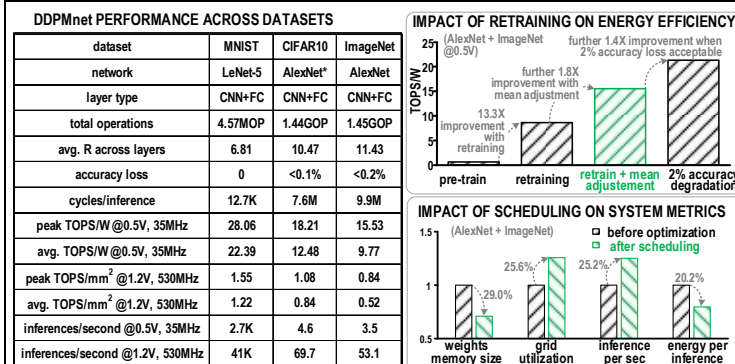 DDPMnet PERFORMANCE ACROSS DATASETS
dataset MNIST CIFAR10 ImageNet
network LeNet-5 AlexNet* AlexNet
layer type CNN+FC CNN+FC CNN+FC
total operations 4.57MOP 1.44GOP 1.45GOP
avg. R across layers 6.81 10.47 11.43
accuracy loss 0 <0.1% <0.2%
cycles/inference 12.7K 7.6M 9.9M
peak TOPS/W@0.5V, 35MHz 28.06 18.21 15.53
avg. TOPS/W@0.5V, 35MHz 22.39 12.48 9.77
peak TOPS/mm² @1.2V, 530MHz 1.55 1.08 0.84
avg. TOPS/mm² @1.2V, 530MHz 1.22 0.84 0.52
inferences/second @0.5V, 35MHz 2.7K 4.6 3.5
inferences/second @1.2V, 530MHz 41K 69.7 53.1
IMPACT OF RETRAINING ON ENERGY EFFICIENCY
(AlexNet + ImageNet
@0.5V)
further 1.4X improvement when
2% accuracy loss acceptable
further 1.8X
improvement with
mean adjustment
13.3X
improvement
with
retraining
TOPS/W
25
20
15
10
5
0
pre-train retraining retrain + mean
adjustement 2% accuracy
degradation
IMPACT OF SCHEDULING ON SYSTEM METRICS
(AlexNet + ImageNet)
before optimization
after scheduling
1.5
1
0.5
29.0%
25.6%
25.2%
20.2%
weights
memory size
grid
utilization
inference
per sec
energy per
inference